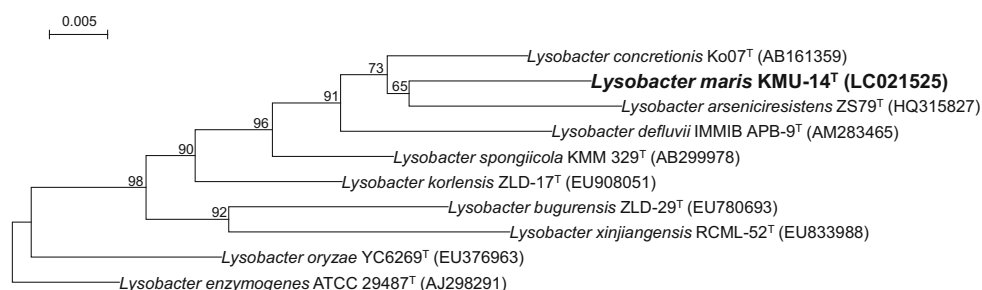 0.005
73
Lysobacter concretionis Ko07ᵀ (AB161359)
65
Lysobacter maris KMU-14ᵀ (LC021525)
91
Lysobacter arseniciresistens ZS79ᵀ (HQ315827)
96
Lysobacter defluvii IMMIB APB-9ᵀ (AM283465)
90
Lysobacter spongiicola KMM 329ᵀ (AB299978)
98
Lysobacter korlensis ZLD-17ᵀ (EU908051)
92
Lysobacter bugurensis ZLD-29ᵀ (EU780693)
Lysobacter xinjiangensis RCML-52ᵀ (EU833988)
Lysobacter oryzae YC6269ᵀ (EU376963)
Lysobacter enzymogenes ATCC 29487ᵀ (AJ298291)